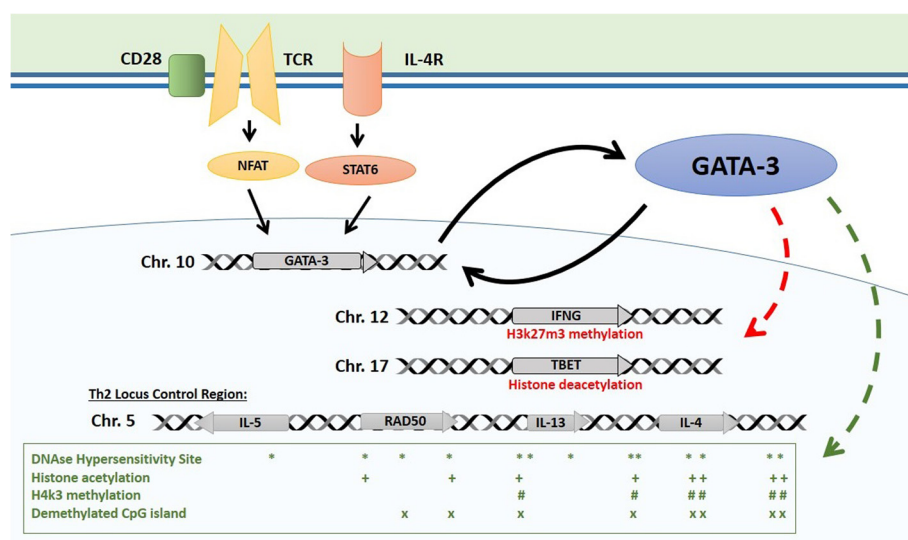 CD28 TCR IL-4R
NFAT STAT6 GATA-3
Chr. 10 GATA-3
Chr. 12 IFNG
H3k27m3 methylation
Chr. 17 TBET
Histone deacetylation
Th2 Locus Control Region:
Chr. 5 IL-5 RAD50 IL-13 IL-4
DNAse Hypersensitivity Site * * * * * * * * * * * * *
Histone acetylation + + + + + + + +
H4k3 methylation # # # # # #
Demethylated CpG island x x x x x x x x